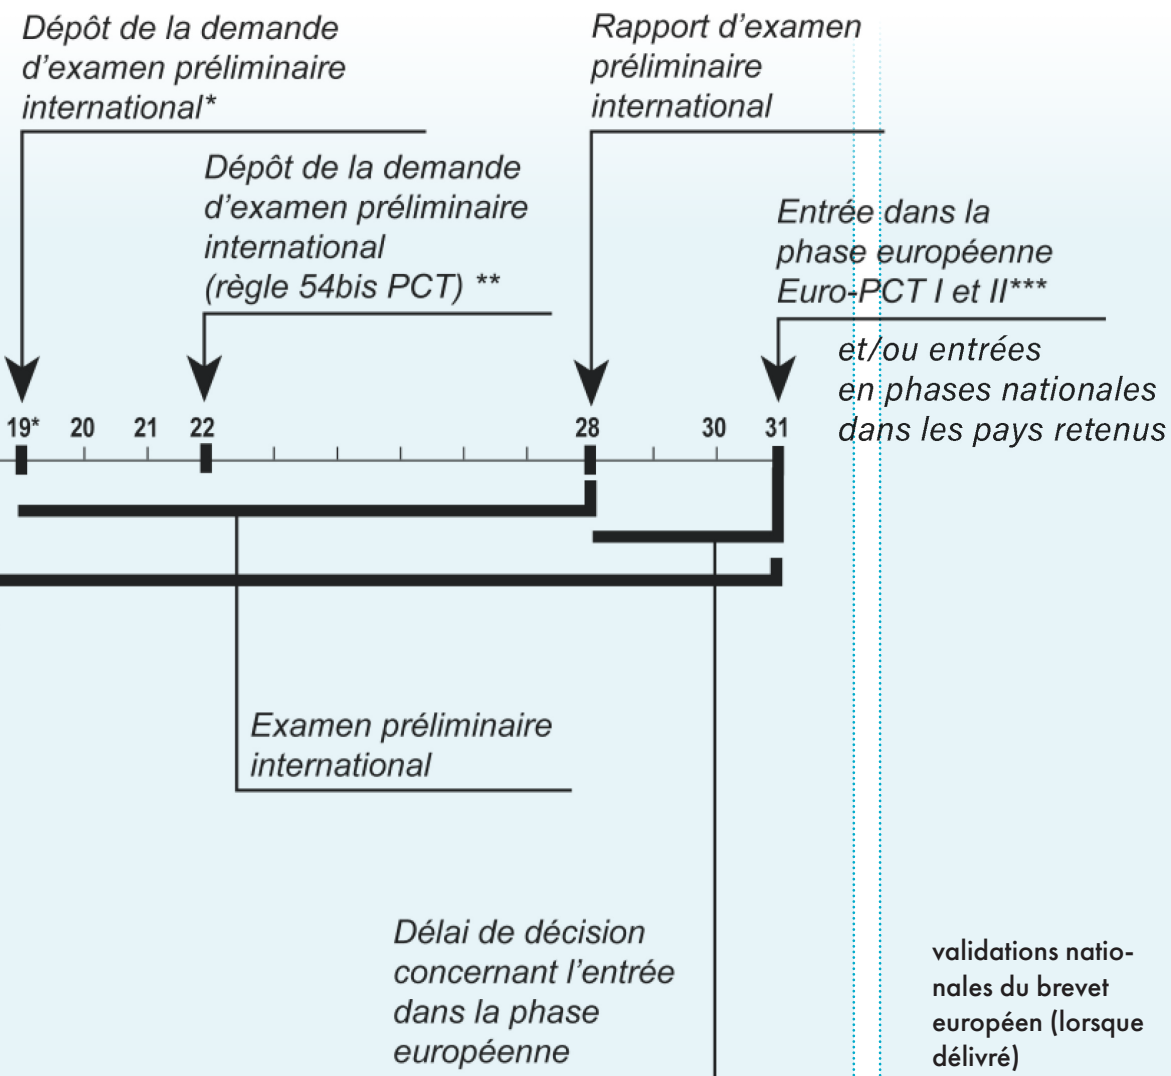 Dépôt de la demande
d'examen préliminaire
international*
Rapport d'examen
préliminaire
international
Dépôt de la demande
d'examen préliminaire
international
(règle 54bis PCT) **
Entrée dans la
phase européenne
Euro-PCT I et II***
et/ou entrées
en phases nationales
dans les pays retenus
19* 20 21 22 28 30 31
Examen préliminaire
international
Délai de décision
concernant l'entrée
dans la phase
européenne
validations natio-
nales du brevet
européen (lorsque
délivré)